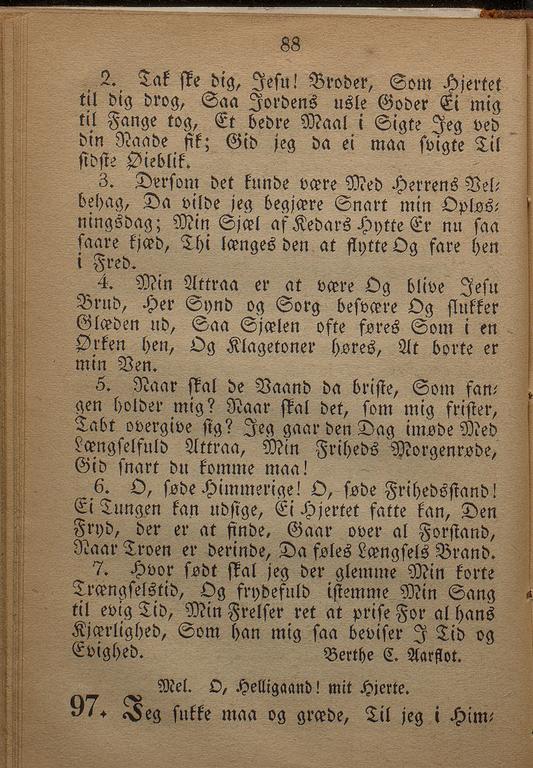 88
2. Tak ske dig, Jesu! Broder, Som Hjertet
til dig drog, Saa Jordens usle Goder Ei mig
til Fange tog, Et bedre Maal i Sigte Jeg ved
din Naade fik; Gid jeg da ei maa svigte Til
sidste Øieblik.
3. Dersom det kunde være Med Herrens Vel-
behag, Da vilde jeg begjære Snart min Opløs-
ningsdag; Min Sjæl af Kedars Hytte Er nu saa
saare kjæd, Thi længes den at flytte Og fare hen
i Fred.
4. Min Attraa er at være Og blive Jesu
Brud, Her Synd og Sorg besvære Og slukker
Glæden ud, Saa Sjælen ofte føres Som i en
Ørken hen, Og Klagetoner høres, At borte er
min Ven.
5. Naar skal de Baand da briste, Som fan-
gen holder mig? Naar skal det, som mig frister,
Tabt overgive sig? Jeg gaar den Dag imøde Med
Længselfuld Attraa, Min Friheds Morgenrøde,
Gid snart du komme maa!
6. O, søde Himmerige! O, søde Frihedsstand!
Ei Tungen kan udsige, Ei Hjertet fatte kan, Den
Fryd, der er at finde, Gaar over al Forstand,
Naar Troen er derinde, Da føles Længsels Brand.
7. Hvor sødt skal jeg der glemme Min korte
Trængselstid, Og frydefuld istemme Min Sang
til evig Tid, Min Frelser ret at prise For al hans
Kjærlighed, Som han mig saa beviser I Tid og
Evighed. Berthe C. Aarflot.
Mel. O, Helligaand! mit Hjerte.
97. Jeg sukke maa og græde, Til jeg i Him-